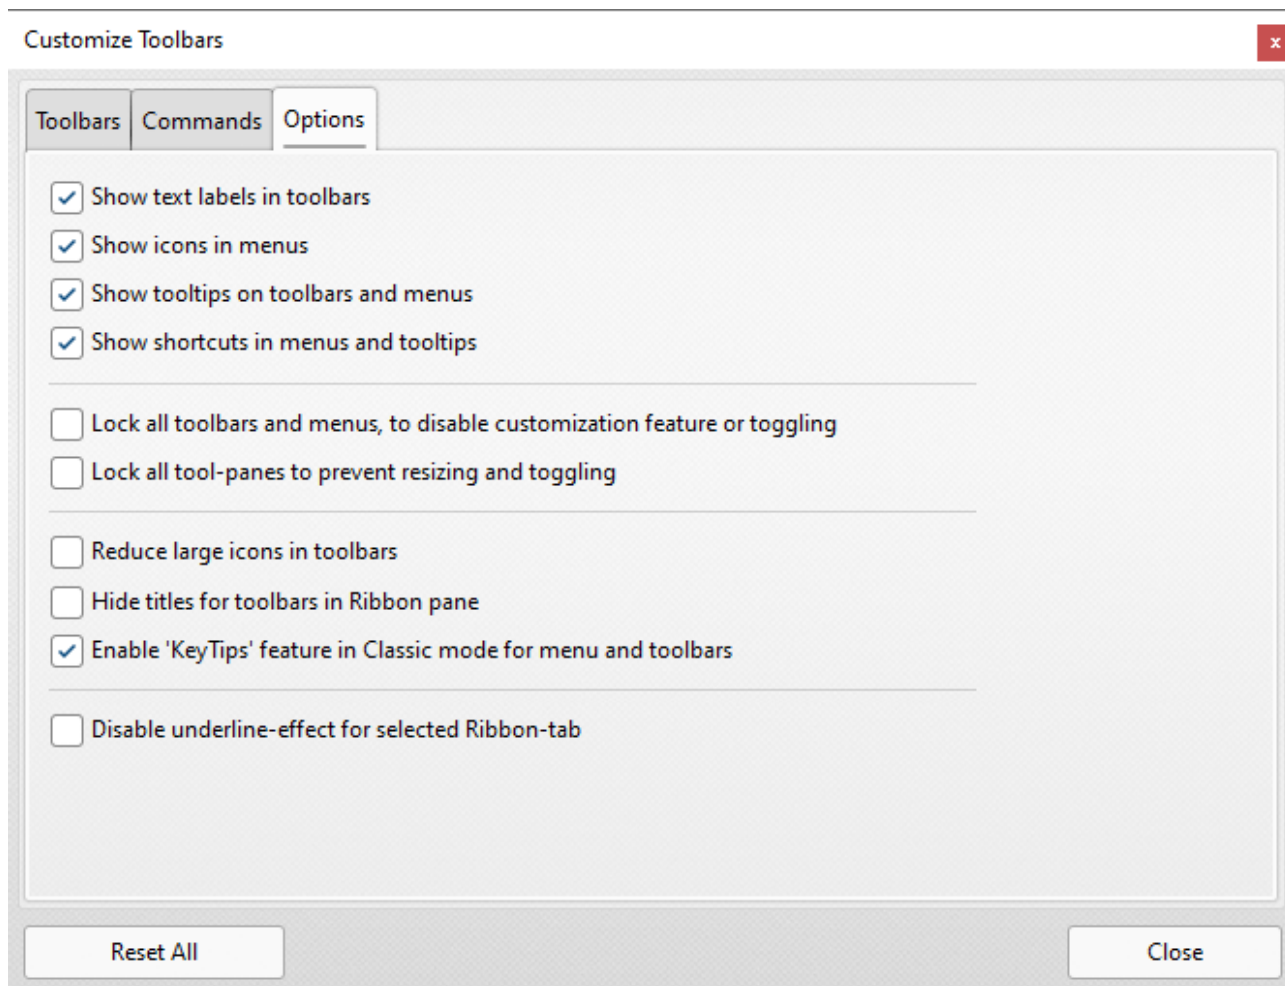 Customize Toolbars
x
Toolbars Commands Options
Show text labels in toolbars
Show icons in menus
Show tooltips on toolbars and menus
Show shortcuts in menus and tooltips
Lock all toolbars and menus, to disable customization feature or toggling
Lock all tool-panes to prevent resizing and toggling
Reduce large icons in toolbars
Hide titles for toolbars in Ribbon pane
Enable 'KeyTips' feature in Classic mode for menu and toolbars
Disable underline-effect for selected Ribbon-tab
Reset All Close